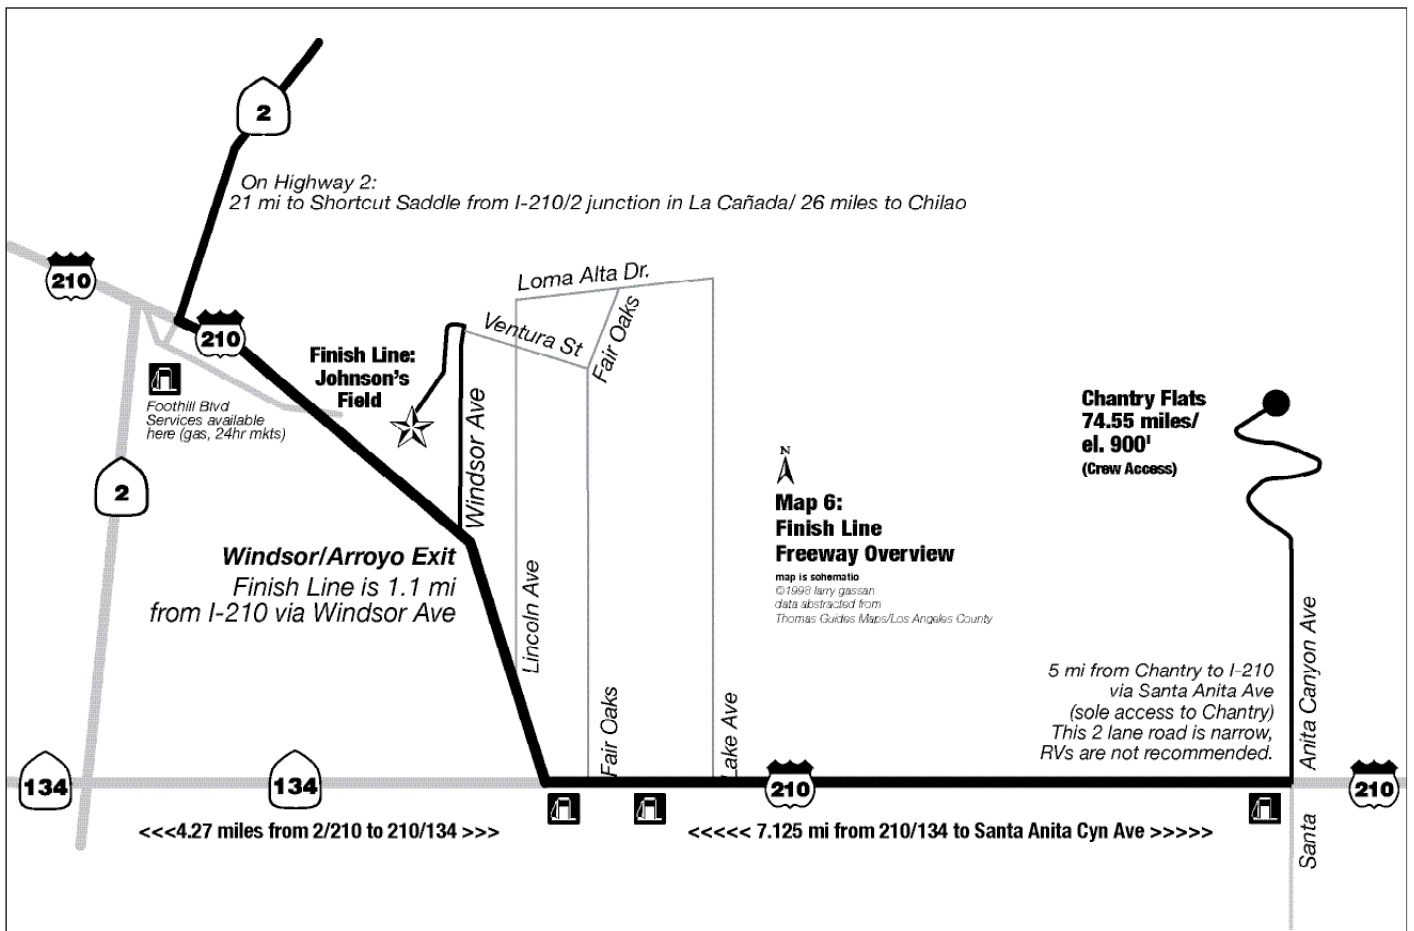 2
On Highway 2:
21 mi to Shortcut Saddle from I-210/2 junction in La Cañada/ 26 miles to Chilao
210
210
Loma Alta Dr.
Ventura St
Fair Oaks
Finish Line:
Johnson's
Field
Foothill Blvd
Services available
here (gas, 24hr mkts)
Windsor Ave
Chantry Flats
74.55 miles/
el. 900'
(Crew Access)
2
N
Map 6:
Finish Line
Freeway Overview
map is schematic
©1998 larry gassan
data abstracted from
Thomas Guides Maps/Los Angeles County
Windsor/Arroyo Exit
Finish Line is 1.1 mi
from I-210 via Windsor Ave
Lincoln Ave
Fair Oaks
Lake Ave
5 mi from Chantry to I-210
via Santa Anita Ave
(sole access to Chantry)
This 2 lane road is narrow,
RVs are not recommended.
Santa Anita Canyon Ave
134
134
210
210
<<<4.27 miles from 2/210 to 210/134 >>>
<<<<< 7.125 mi from 210/134 to Santa Anita Cyn Ave >>>>>